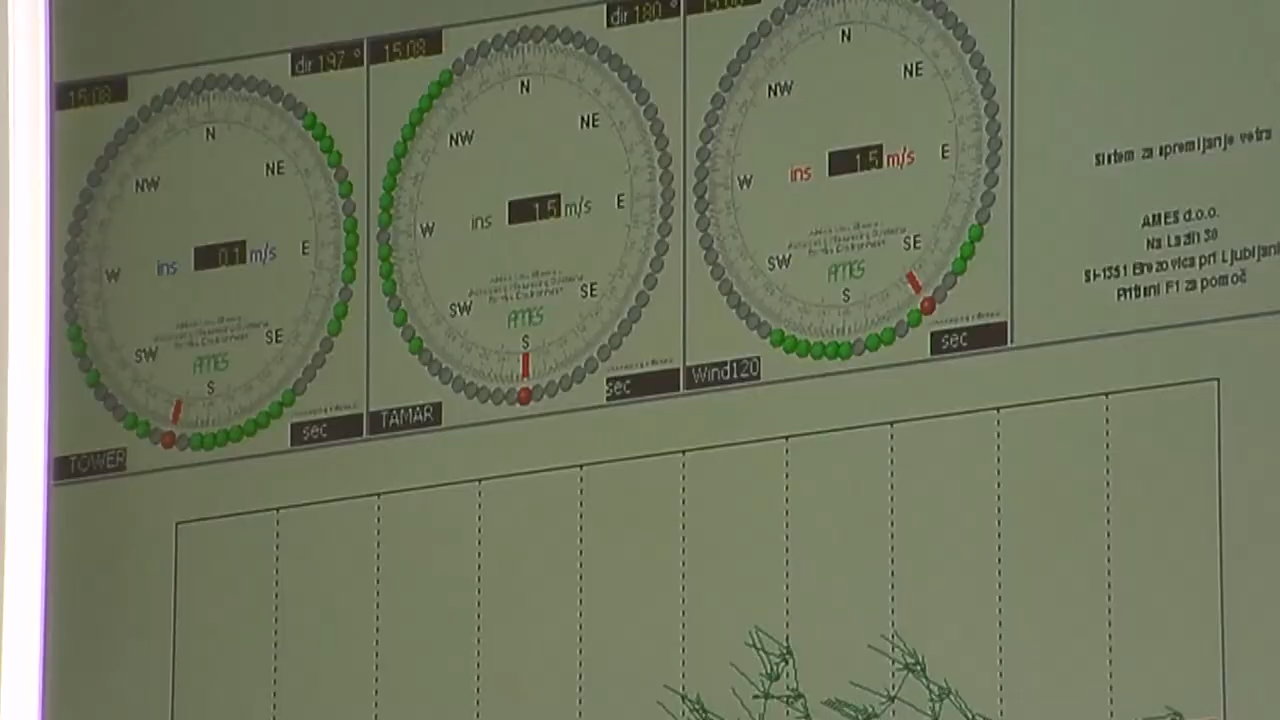 15:08
dir 197 °
N
NW
NE
W
ins 0.1 m/s
E
SW
AMES
SE
S
sec
TOWER
15:08
dir 180 °
N
NW
NE
W
ins 1.5 m/s
E
SW
AMES
SE
S
sec
TAMAR
N
NW
NE
W
ins 1.5 m/s
E
SW
AMES
SE
S
sec
Wind120
Sistem za spremljanje vetra
AMES d.o.o.
Na Lazih 30
SI-1351 Brezovica pri Ljubljani
Pritisni F1 za pomoč